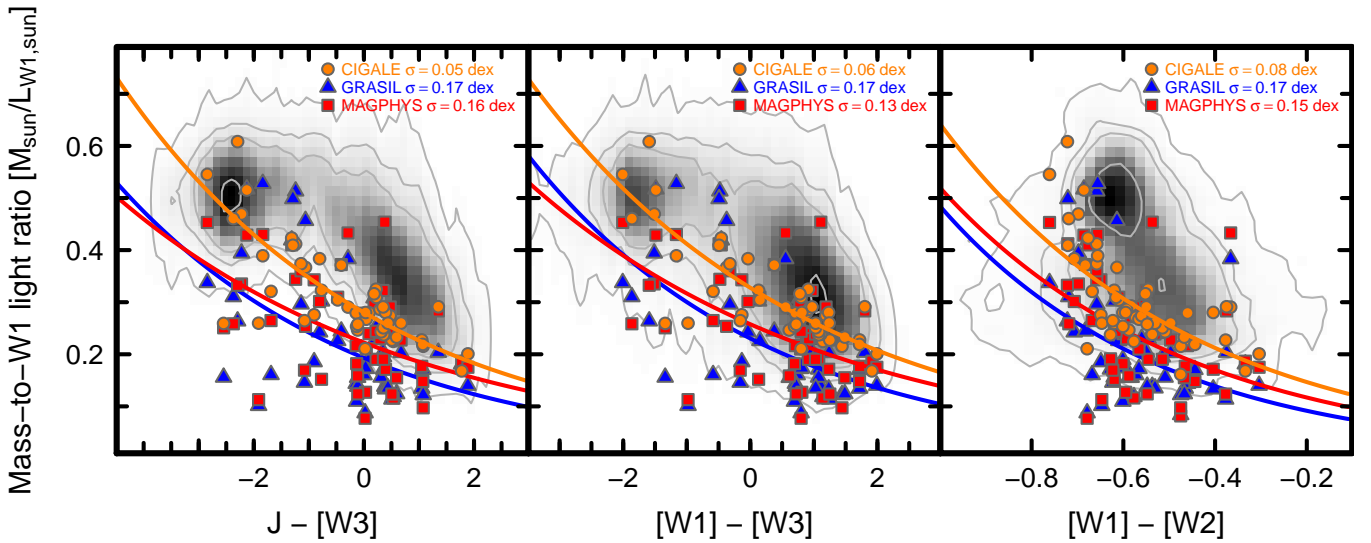 Mass−to−W1 light ratio [Msun/LW1,sun]
0.2
0.4
0.6
CIGALE σ = 0.05 dex
GRASIL σ = 0.17 dex
MAGPHYS σ = 0.16 dex
CIGALE σ = 0.06 dex
GRASIL σ = 0.17 dex
MAGPHYS σ = 0.13 dex
CIGALE σ = 0.08 dex
GRASIL σ = 0.17 dex
MAGPHYS σ = 0.15 dex
−2 0 2
−2 0 2
−0.8 −0.6 −0.4 −0.2
J − [W3]
[W1] − [W3]
[W1] − [W2]